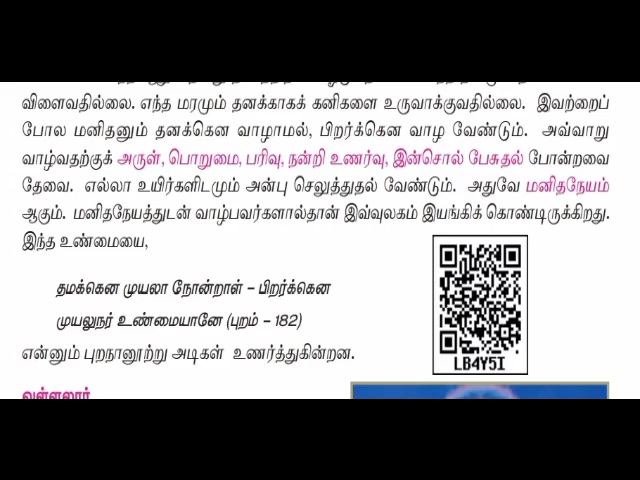 விளைவதில்லை. எந்த மரமும் தனக்காகக் கனிகளை உருவாக்குவதில்லை. இவற்றைப்
போல மனிதனும் தனக்கென வாழாமல், பிறர்க்கென வாழ வேண்டும். அவ்வாறு
வாழ்வதற்குக் அருள், பொறுமை, பரிவு, நன்றி உணர்வு, இன்சொல் பேசுதல் போன்றவை
தேவை. எல்லா உயிர்களிடமும் அன்பு செலுத்துதல் வேண்டும். அதுவே மனிதநேயம்
ஆகும். மனிதநேயத்துடன் வாழ்பவர்களால்தான் இவ்வுலகம் இயங்கிக் கொண்டிருக்கிறது.
இந்த உண்மையை,
தமக்கென முயலா நோன்றாள் – பிறர்க்கென
முயலுநர் உண்மையானே (புறம் – 182)
என்னும் புறநானூற்று அடிகள் உணர்த்துகின்றன.
LB4Y5I
வள்ளலார்